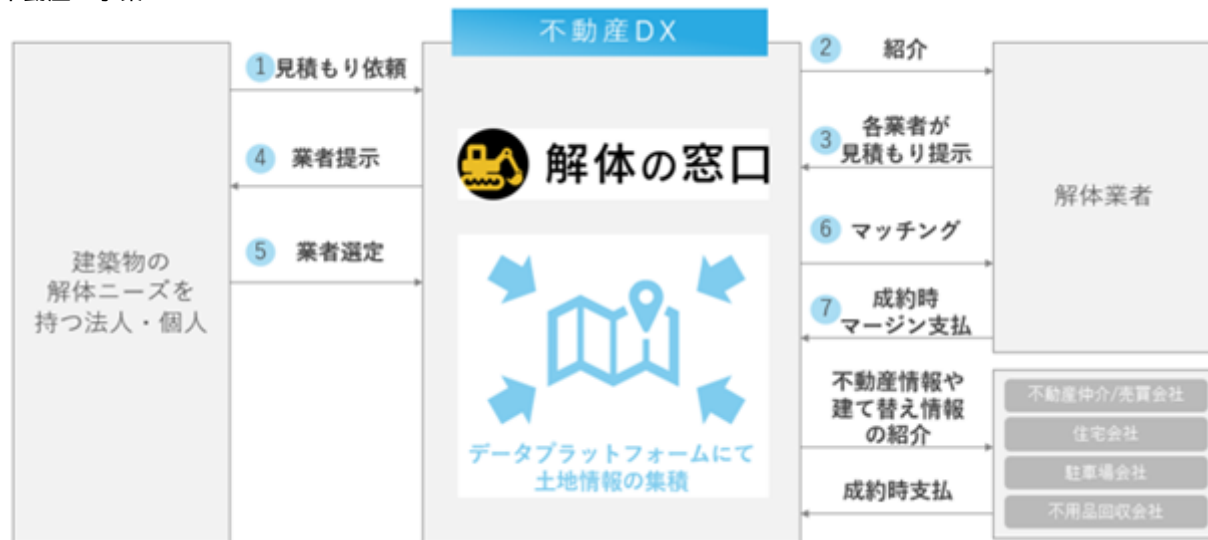 不動産DX
① 見積もり依頼
④ 業者提示
⑤ 業者選定
建築物の
解体ニーズを
持つ法人・個人
解体の窓口
データプラットフォームにて
土地情報の集積
② 紹介
③ 各業者が
見積もり提示
⑥ マッチング
⑦ 成約時
マージン支払
不動産情報や
建て替え情報
の紹介
成約時支払
解体業者
不動産仲介/売買会社
住宅会社
駐車場会社
不用品回収会社